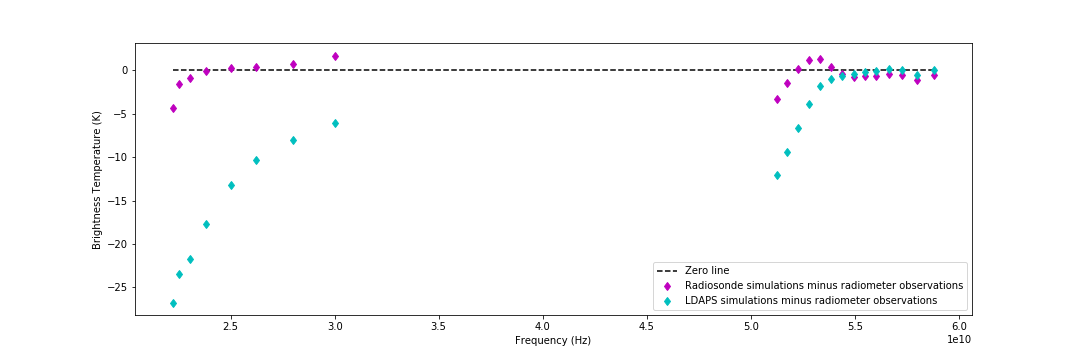 0
−5
−10
−15
−20
−25
Brightness Temperature (K)
Zero line
Radiosonde simulations minus radiometer observations
LDAPS simulations minus radiometer observations
2.5 3.0 3.5 4.0 4.5 5.0 5.5 6.0
1e10
Frequency (Hz)